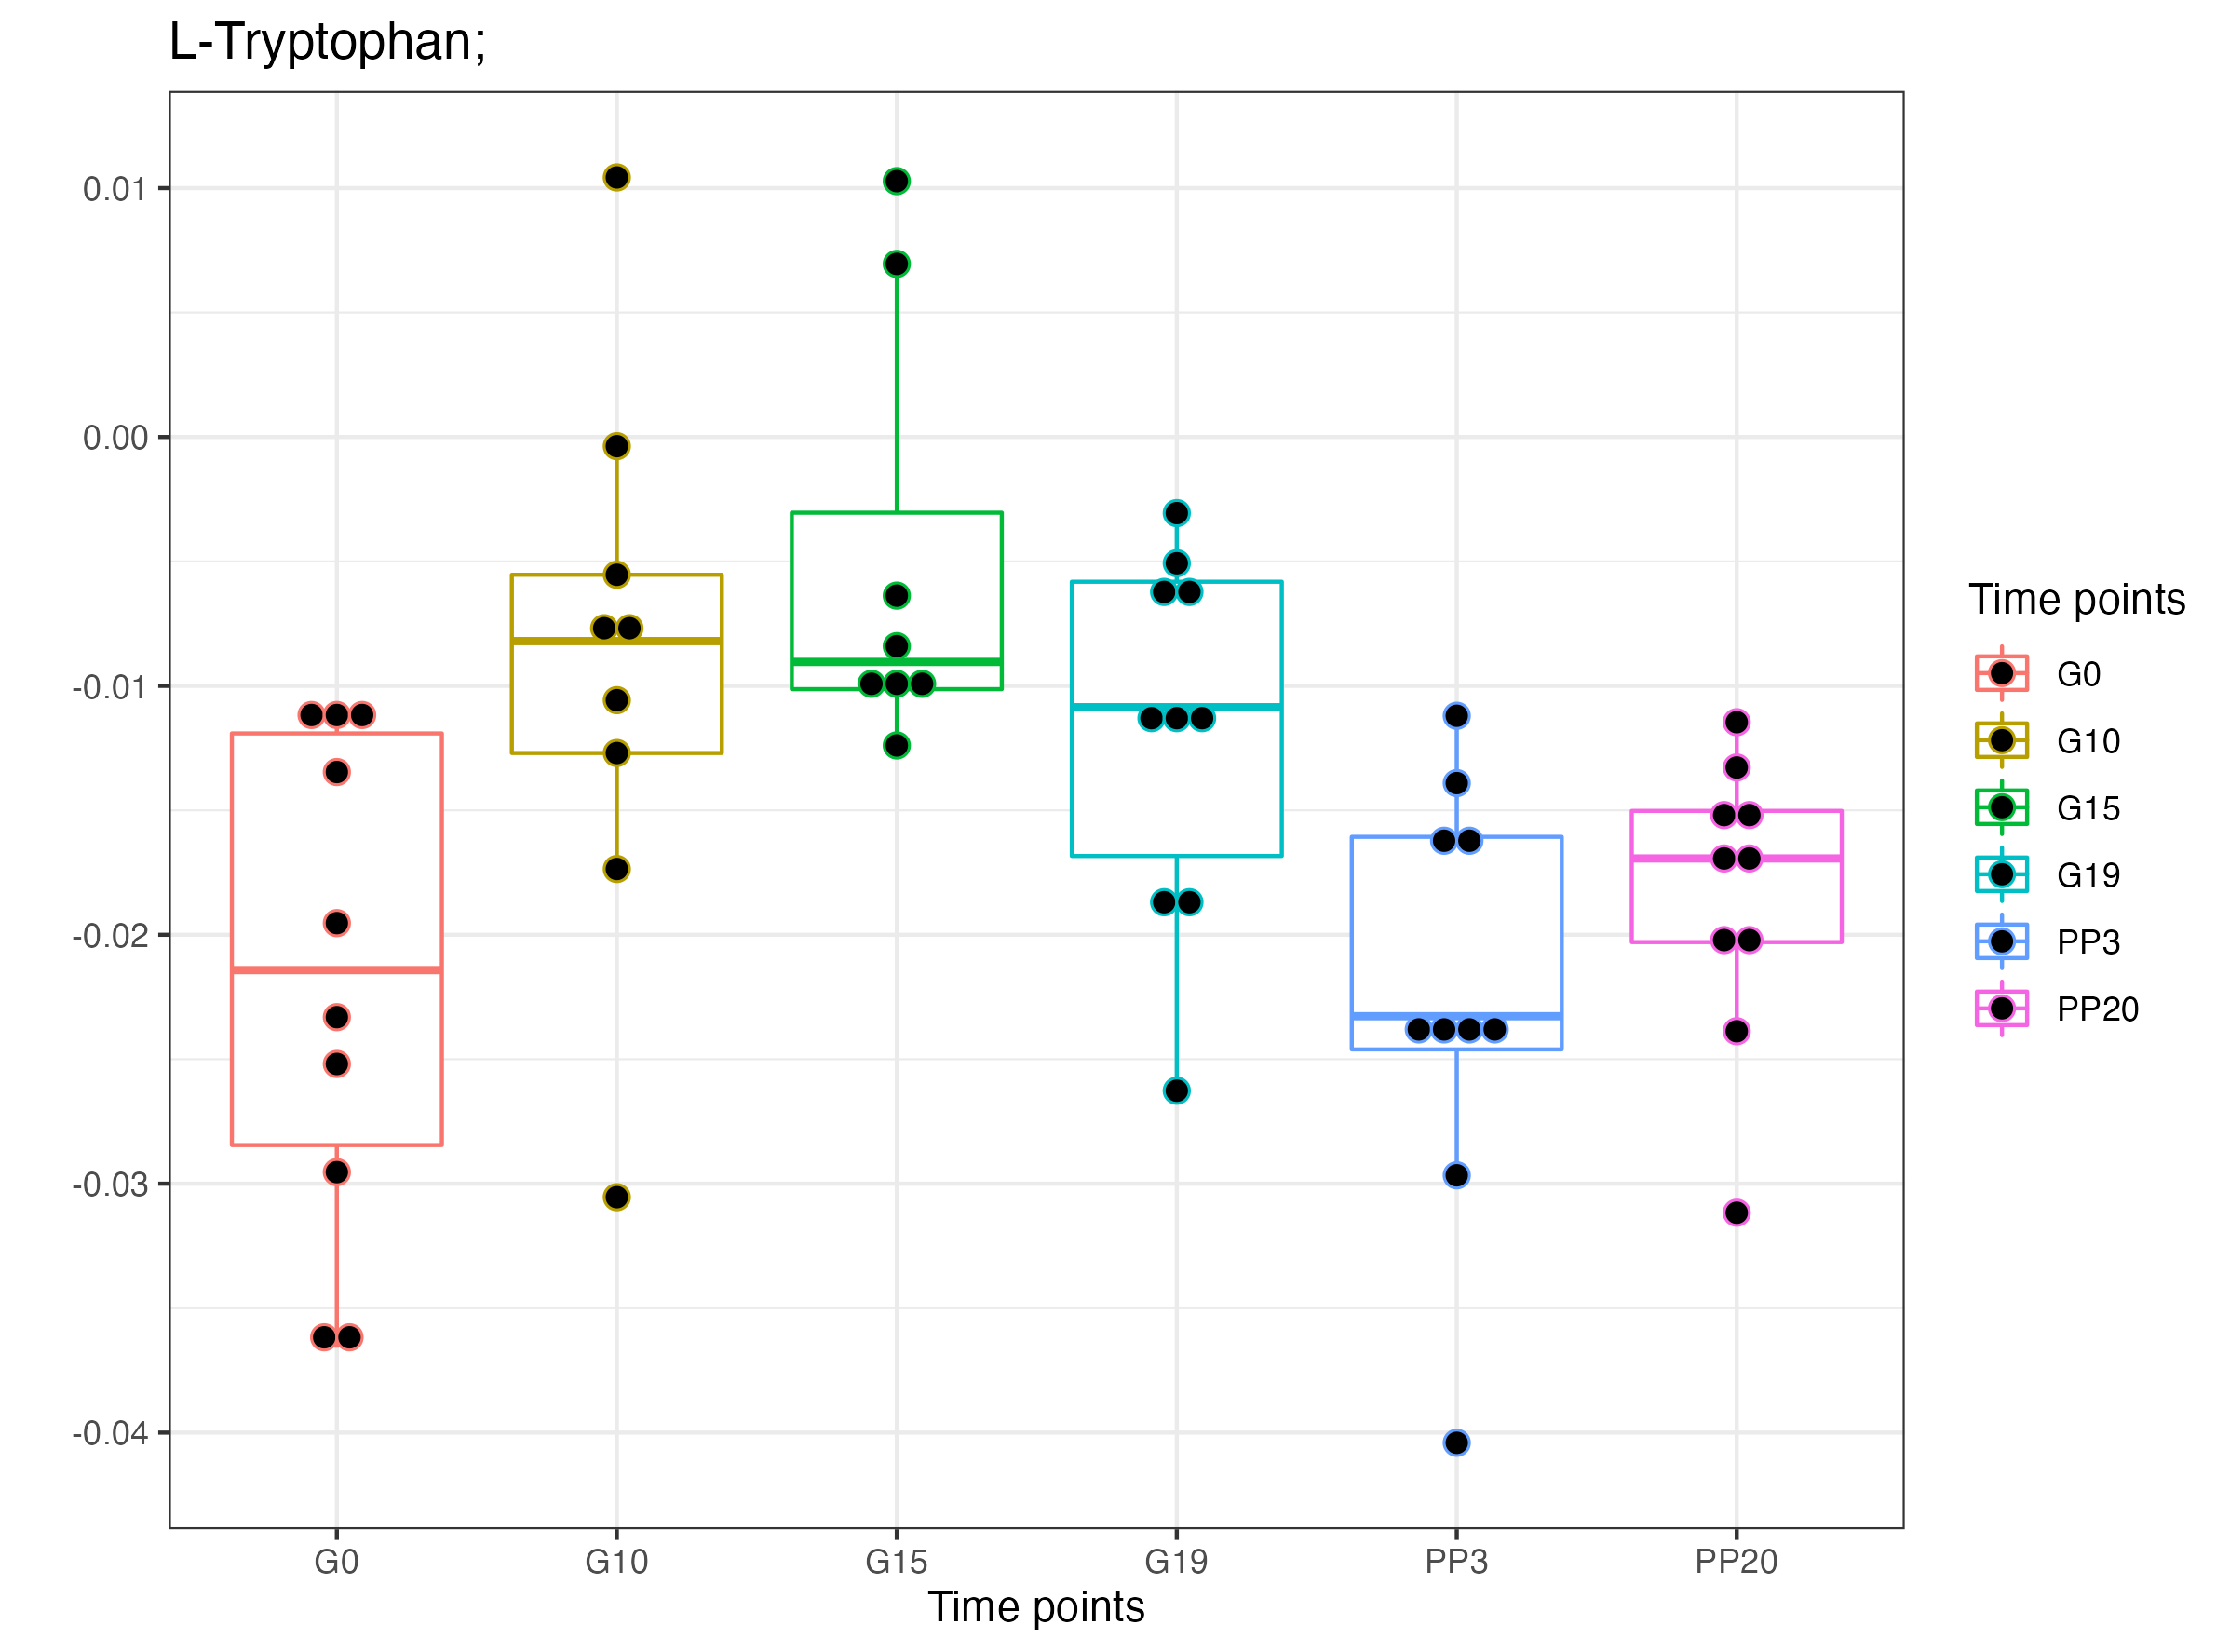 L-Tryptophan;
0.01
0.00
-0.01
-0.02
-0.03
-0.04
G0 G10 G15 G19 PP3 PP20
Time points
Time points
G0
G10
G15
G19
PP3
PP20